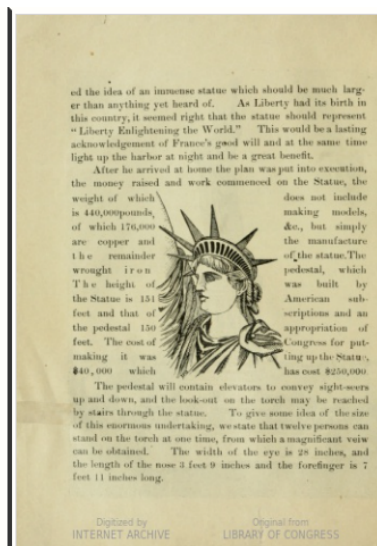 ed the idea of an immense statue which should be much larg-
er than anything yet heard of. As Liberty had its birth in
this country, it seemed right that the statue should represent
"Liberty Enlightening the World." This would be a lasting
acknowledgement of France's good will and at the same time
light up the harbor at night and be a great benefit.
After he arrived at home the plan was put into execution,
the money raised and work commenced on the Statue, the
weight of which
is 440,000pounds,
of which 176,000
are copper and
the remainder
wrought iron
The height of
the Statue is 151
feet and that of
the pedestal 150
feet. The cost of
making it was
$40,000 which
does not include
making models,
&c., but simply
the manufacture
of the statue. The
pedestal, which
was built by
American sub-
scriptions and an
appropriation of
Congress for put-
ting up the Statue,
has cost $250,000.
The pedestal will contain elevators to convey sight-seers
up and down, and the look-out on the torch may be reached
by stairs through the statue. To give some idea of the size
of this enormous undertaking, we state that twelve persons can
stand on the torch at one time, from which a magnificent veiw
can be obtained. The width of the eye is 28 inches, and
the length of the nose 3 feet 9 inches and the forefinger is 7
feet 11 inches long.
Digitized by
INTERNET ARCHIVE
Original from
LIBRARY OF CONGRESS